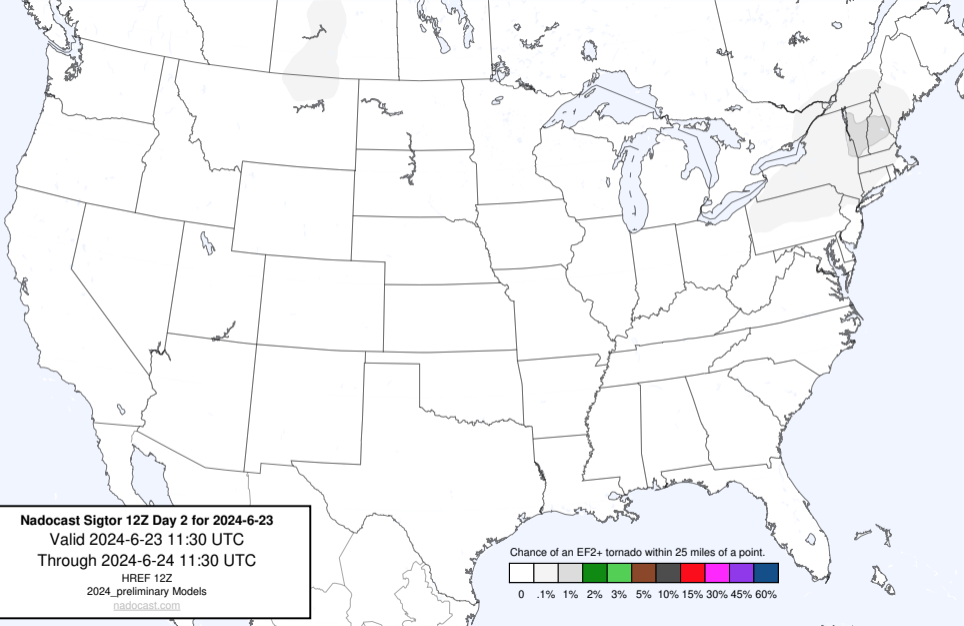 Nadocast Sigtor 12Z Day 2 for 2024-6-23
Valid 2024-6-23 11:30 UTC
Through 2024-6-24 11:30 UTC
HREF 12Z
2024_preliminary Models
nadocast.com
Chance of an EF2+ tornado within 25 miles of a point.
0 .1% 1% 2% 3% 5% 10% 15% 30% 45% 60%